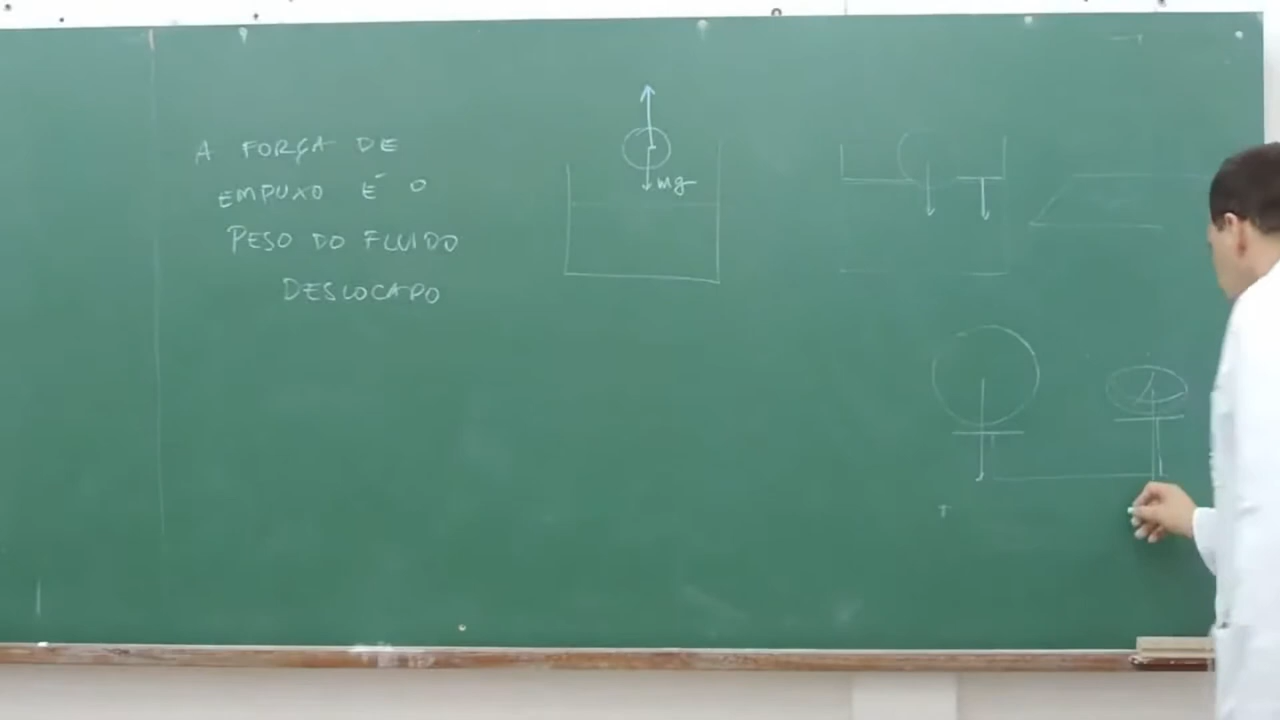 A FORÇA DE
EMPUXO É O
PESO DO FLUIDO
DESLOCADO
mg